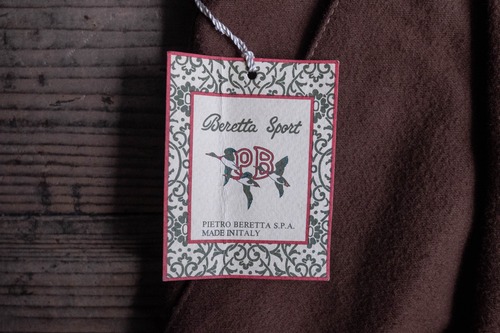 Beretta Sport
PB
PIETRO BERETTA S.P.A.
MADE IN ITALY